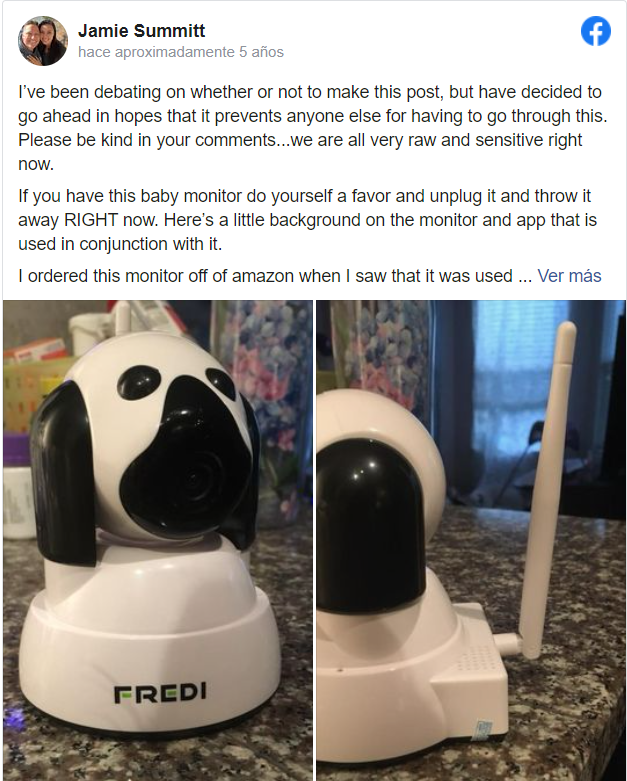 Jamie Summitt
hace aproximadamente 5 años
I've been debating on whether or not to make this post, but have decided to
go ahead in hopes that it prevents anyone else for having to go through this.
Please be kind in your comments...we are all very raw and sensitive right
now.
If you have this baby monitor do yourself a favor and unplug it and throw it
away RIGHT now. Here's a little background on the monitor and app that is
used in conjunction with it.
I ordered this monitor off of amazon when I saw that it was used ... Ver más
FREDI